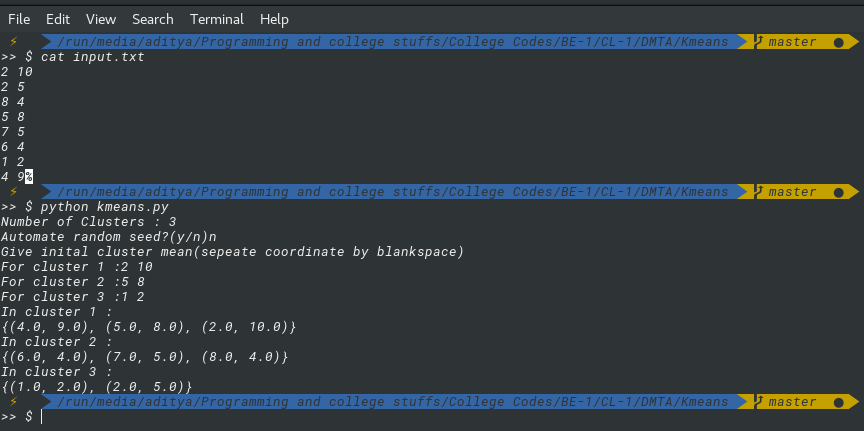 File Edit View Search Terminal Help
⚡ /run/media/aditya/Programming and college stuffs/College Codes/BE-1/CL-1/DMTA/Kmeans master ●
>> $ cat input.txt
2 10
2 5
8 4
5 8
7 5
6 4
1 2
4 9%
⚡ /run/media/aditya/Programming and college stuffs/College Codes/BE-1/CL-1/DMTA/Kmeans master ●
>> $ python kmeans.py
Number of Clusters : 3
Automate random seed?(y/n)n
Give inital cluster mean(sepeate coordinate by blankspace)
For cluster 1 :2 10
For cluster 2 :5 8
For cluster 3 :1 2
In cluster 1 :
{(4.0, 9.0), (5.0, 8.0), (2.0, 10.0)}
In cluster 2 :
{(6.0, 4.0), (7.0, 5.0), (8.0, 4.0)}
In cluster 3 :
{(1.0, 2.0), (2.0, 5.0)}
⚡ /run/media/aditya/Programming and college stuffs/College Codes/BE-1/CL-1/DMTA/Kmeans master ●
>> $